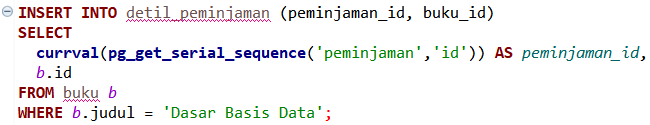 INSERT INTO detil_peminjaman (peminjaman_id, buku_id)
SELECT
currval(pg_get_serial_sequence('peminjaman','id')) AS peminjaman_id,
b.id
FROM buku b
WHERE b.judul = 'Dasar Basis Data';